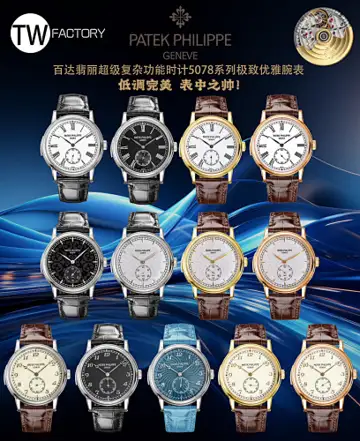 TW FACTORY
PATEK PHILIPPE
GENEVE
百达翡丽超级复杂功能时计5078系列极致优雅腕表
低调完美 表中之帅!